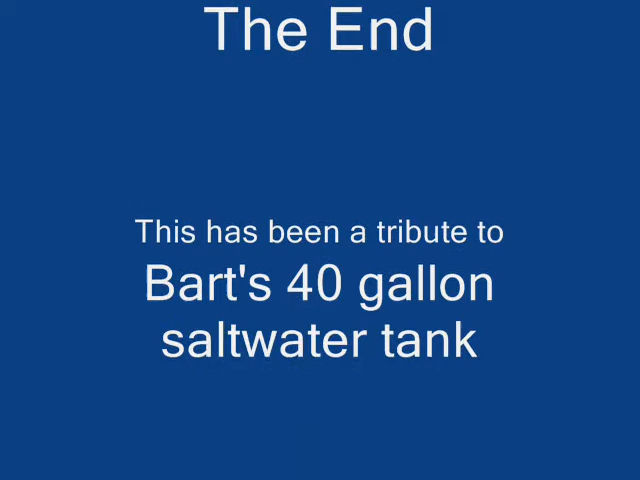 The End
This has been a tribute to
Bart's 40 gallon
saltwater tank